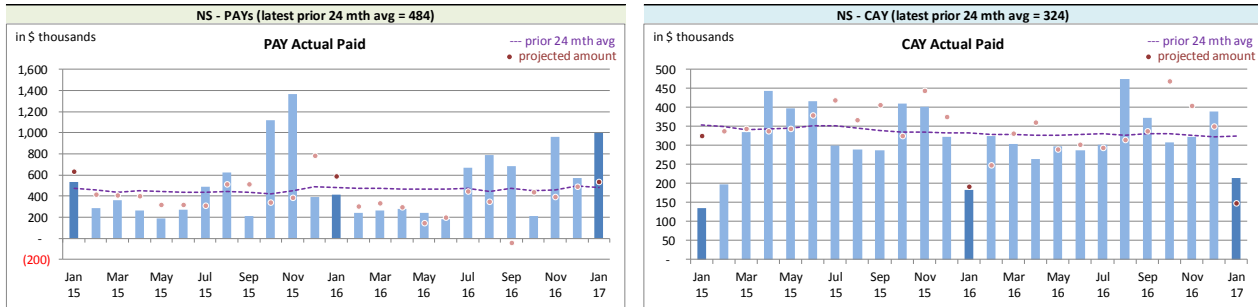 NS - PAYs (latest prior 24 mth avg = 484)
in $ thousands
PAY Actual Paid
--- prior 24 mth avg
• projected amount
1,600
1,400
1,200
1,000
800
600
400
200
-
(200)
Jan 15 Mar 15 May 15 Jul 15 Sep 15 Nov 15 Jan 16 Mar 16 May 16 Jul 16 Sep 16 Nov 16 Jan 17
NS - CAY (latest prior 24 mth avg = 324)
in $ thousands
CAY Actual Paid
--- prior 24 mth avg
• projected amount
500
450
400
350
300
250
200
150
100
50
-
Jan 15 Mar 15 May 15 Jul 15 Sep 15 Nov 15 Jan 16 Mar 16 May 16 Jul 16 Sep 16 Nov 16 Jan 17